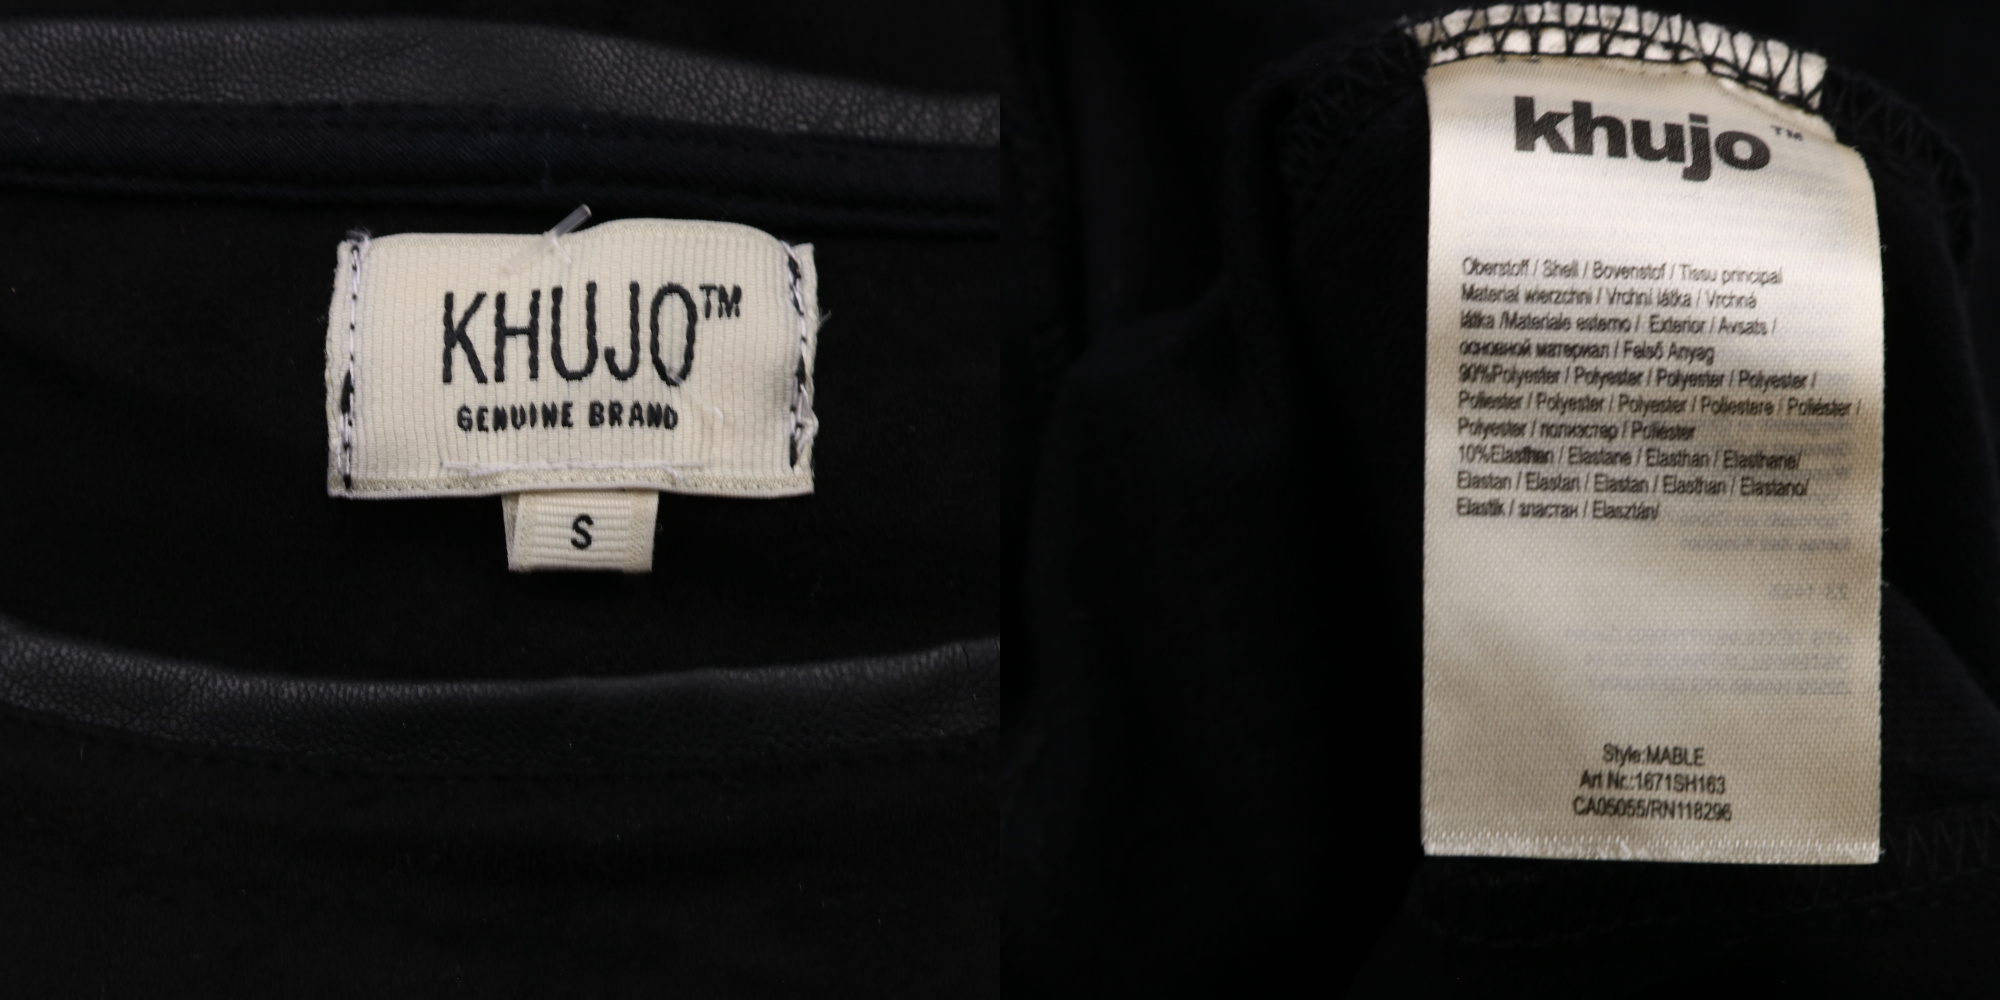 KHUJO™
GENUINE BRAND
S
khujo™
Oberstoff / Shell / Bovenstof / Tissu principal
Material wierzchni / Vrchní látka / Vrchná
látka /Materiale esterno / Exterior / Avsats /
основной материал / Felső Anyag
90%Polyester / Polyester / Polyester / Polyester /
Poliester / Polyester / Polyester / Poliestere / Poliéster /
Polyester / полиэстер / Poliészter
10%Elasthan / Elastane / Elasthan / Elasthane/
Elastan / Elastan / Elastan / Elasthan / Elastano/
Elastik / эластан / Elasztán/
Style:MABLE
Art Nr.:1671SH163
CA05055/RN118296